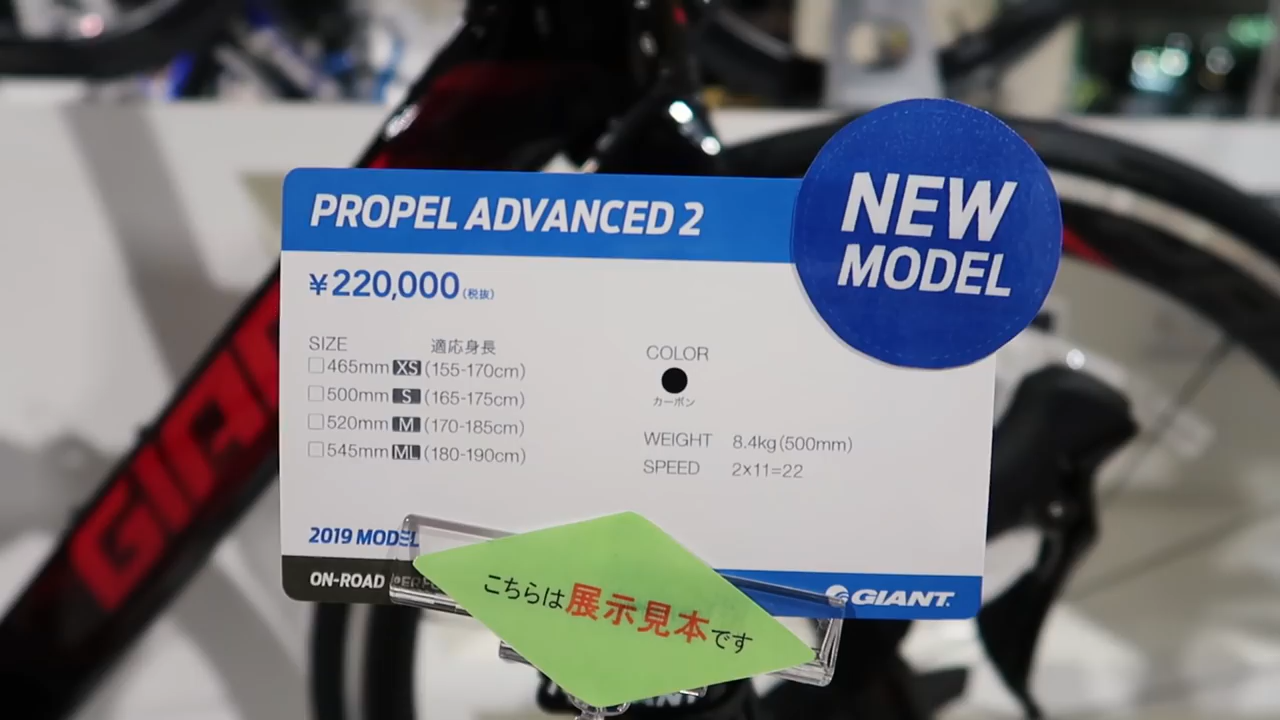 PROPEL ADVANCED 2
NEW
MODEL
¥220,000(税抜)
SIZE 適応身長
□465mm XS (155-170cm)
□500mm S (165-175cm)
□520mm M (170-185cm)
□545mm ML (180-190cm)
COLOR
カーボン
WEIGHT 8.4kg(500mm)
SPEED 2x11=22
2019 MODEL
ON-ROAD
GIANT
こちらは展示見本です
GIA